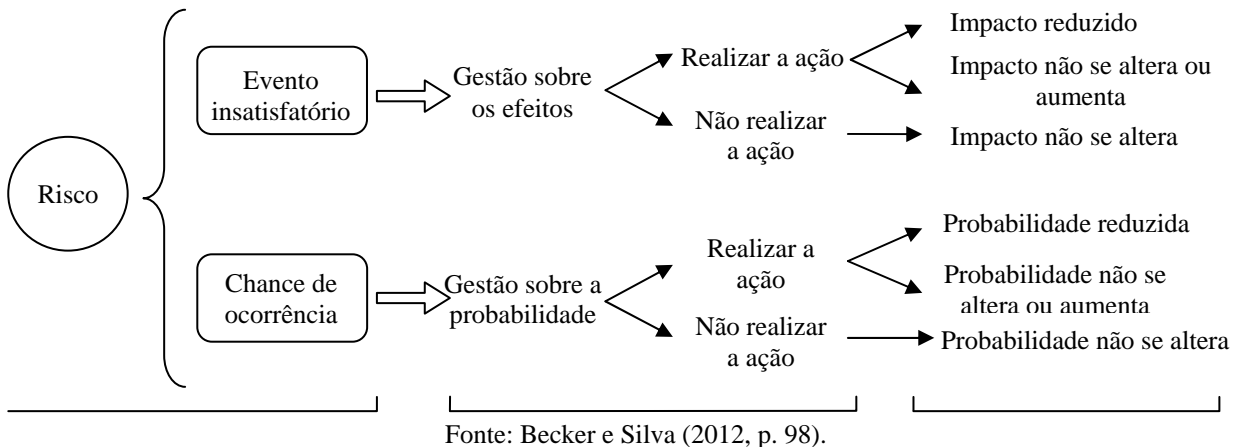 Risco
Evento
insatisfatório
Gestão sobre
os efeitos
Realizar a ação
Impacto reduzido
Impacto não se altera ou
aumenta
Não realizar
a ação
Impacto não se altera
Chance de
ocorrência
Gestão sobre a
probabilidade
Realizar a
ação
Probabilidade reduzida
Probabilidade não se
altera ou aumenta
Não realizar
a ação
Probabilidade não se altera
Fonte: Becker e Silva (2012, p. 98).